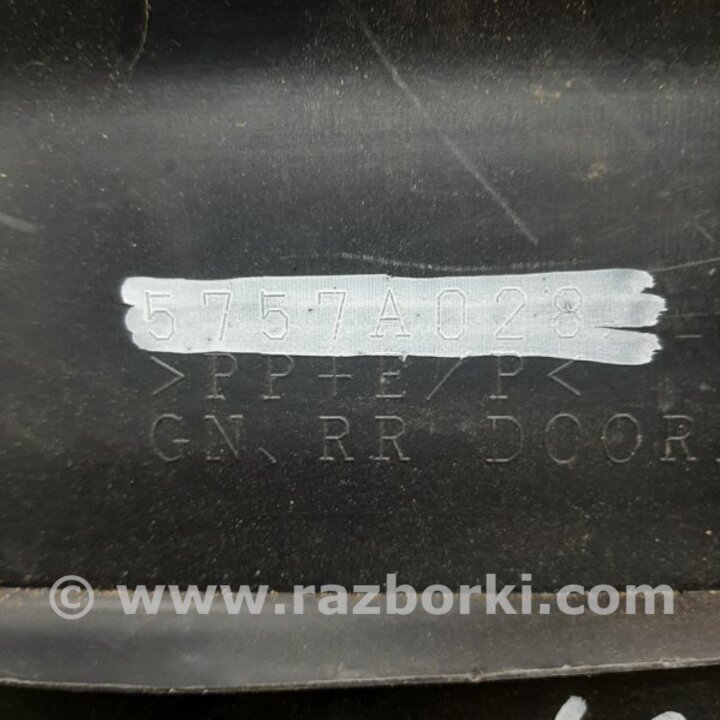 5757A028
>PP+E/P<
GN、RR DOOR
© www.razborki.com